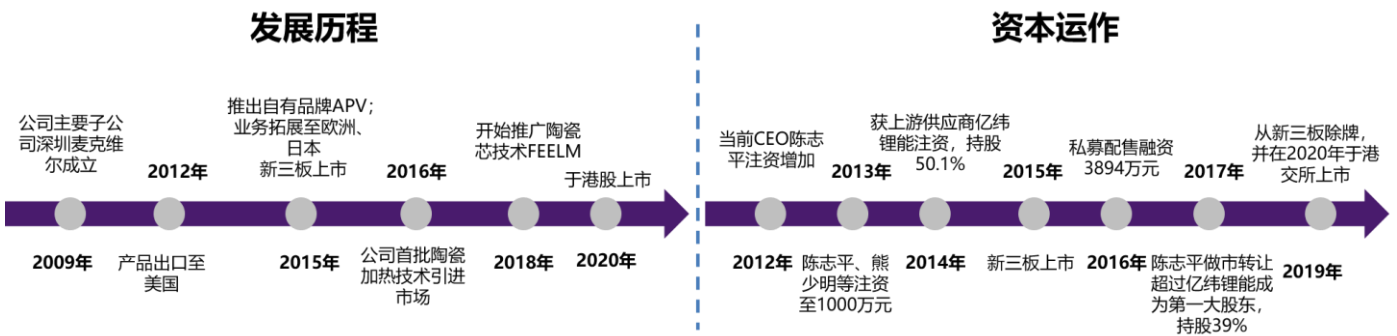 发展历程
公司主要子公
司深圳麦克维
尔成立
2009年
2012年
产品出口至
美国
推出自有品牌APV；
业务拓展至欧洲、
日本
新三板上市
2015年
2016年
公司首批陶瓷
加热技术引进
市场
开始推广陶瓷
芯技术FEELM
2018年
于港股上市
2020年
资本运作
当前CEO陈志
平注资增加
2012年
2013年
陈志平、熊
少明等注资
至1000万元
获上游供应商亿纬
锂能注资，持股
50.1%
2014年
2015年
新三板上市
私募配售融资
3894万元
2016年
2017年
陈志平做市转让
超过亿纬锂能成
为第一大股东，
持股39%
从新三板除牌，
并在2020年于港
交所上市
2019年